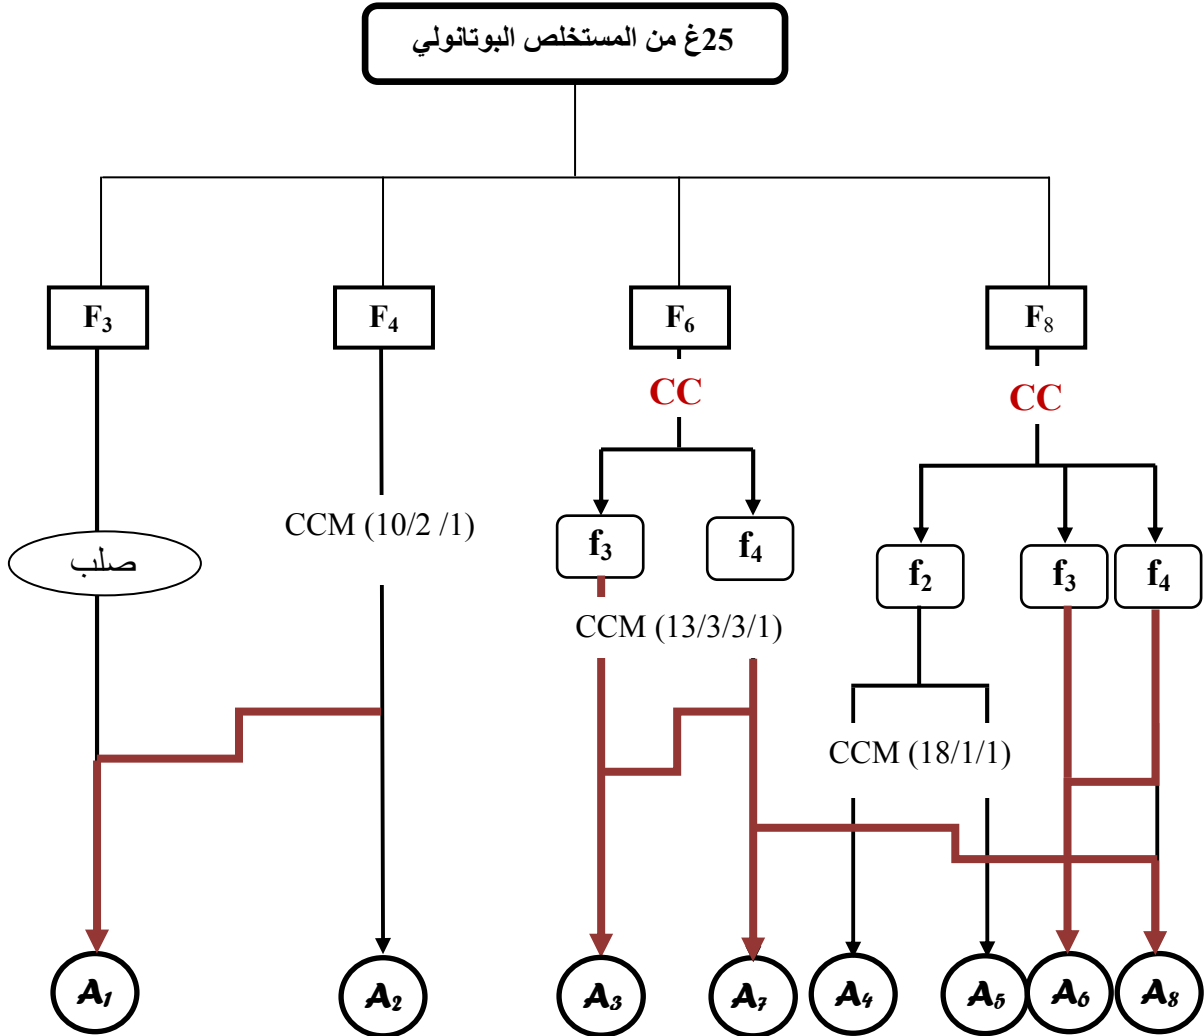 25غ من المستخلص البوتانولي
F₃ F₄ F₆ F₈
CC CC
CCM (10/2 /1)
صلب
f₃ f₄ f₂ f₃ f₄
CCM (13/3/3/1)
CCM (18/1/1)
A₁ A₂ A₃ A₇ A₄ A₅ A₆ A₈